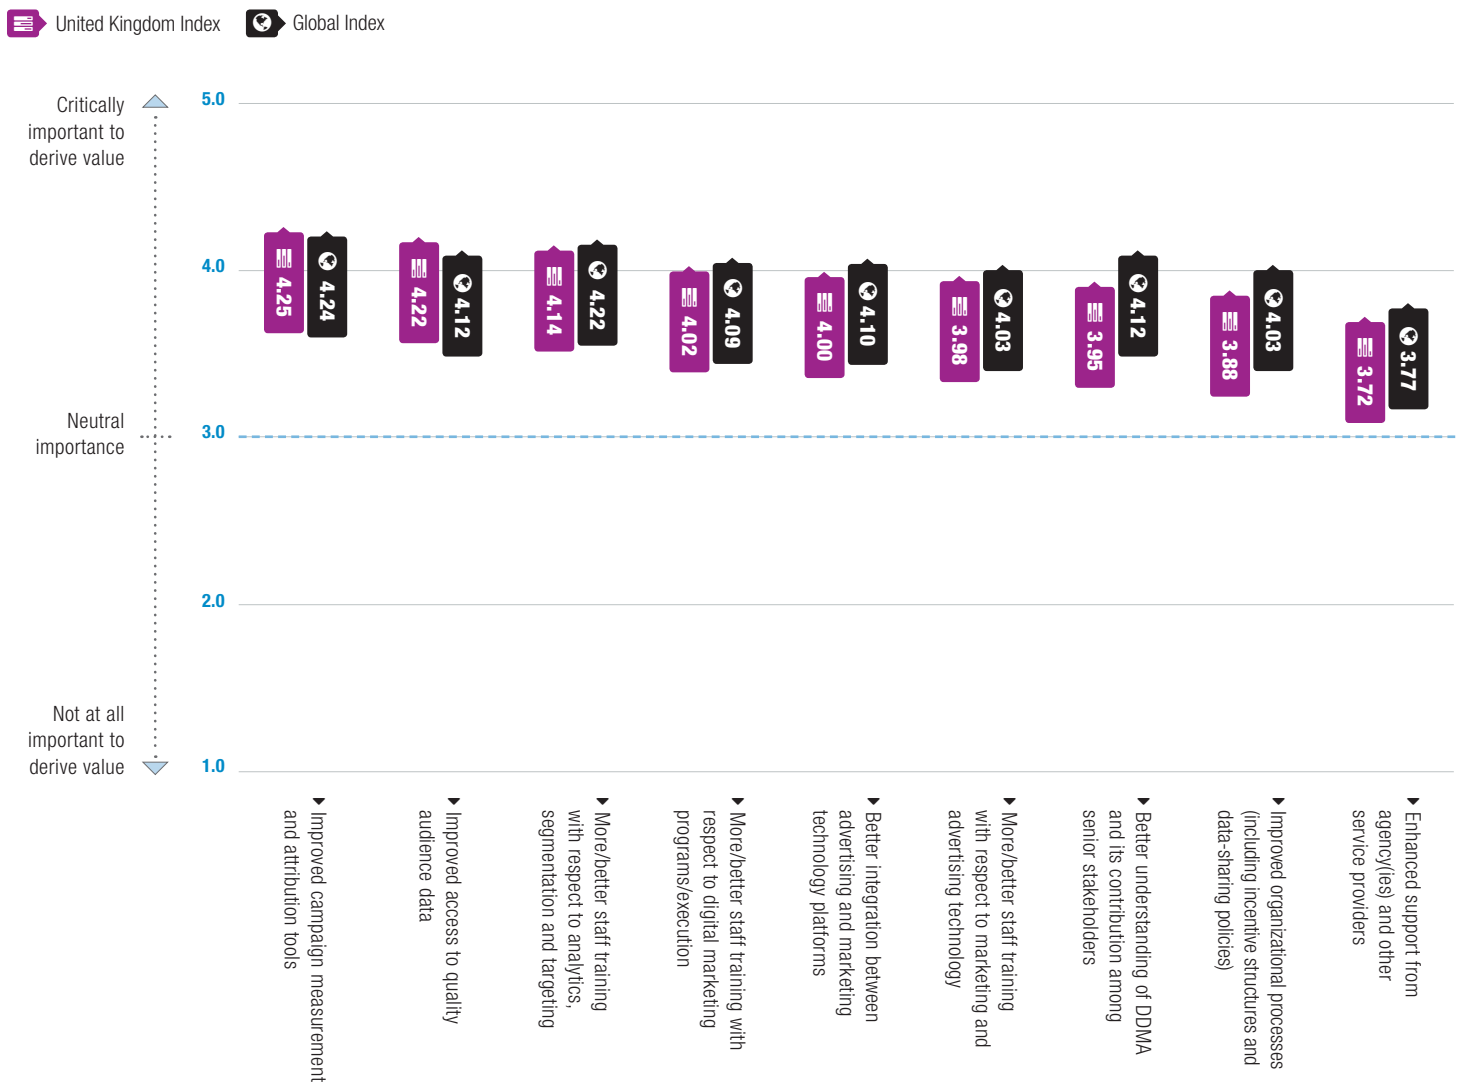 United Kingdom Index
Global Index
Critically
important to
derive value
Neutral
importance
Not at all
important to
derive value
5.0
4.0
3.0
2.0
1.0
4.25
4.24
4.22
4.12
4.14
4.22
4.02
4.09
4.00
4.10
3.98
4.03
3.95
4.12
3.88
4.03
3.72
3.77
Improved campaign measurement
and attribution tools
Improved access to quality
audience data
More/better staff training
with respect to analytics,
segmentation and targeting
More/better staff training with
respect to digital marketing
programs/execution
Better integration between
advertising and marketing
technology platforms
More/better staff training
with respect to marketing and
advertising technology
Better understanding of DDMA
and its contribution among
senior stakeholders
Improved organizational processes
(including incentive structures and
data-sharing policies)
Enhanced support from
agency(ies) and other
service providers